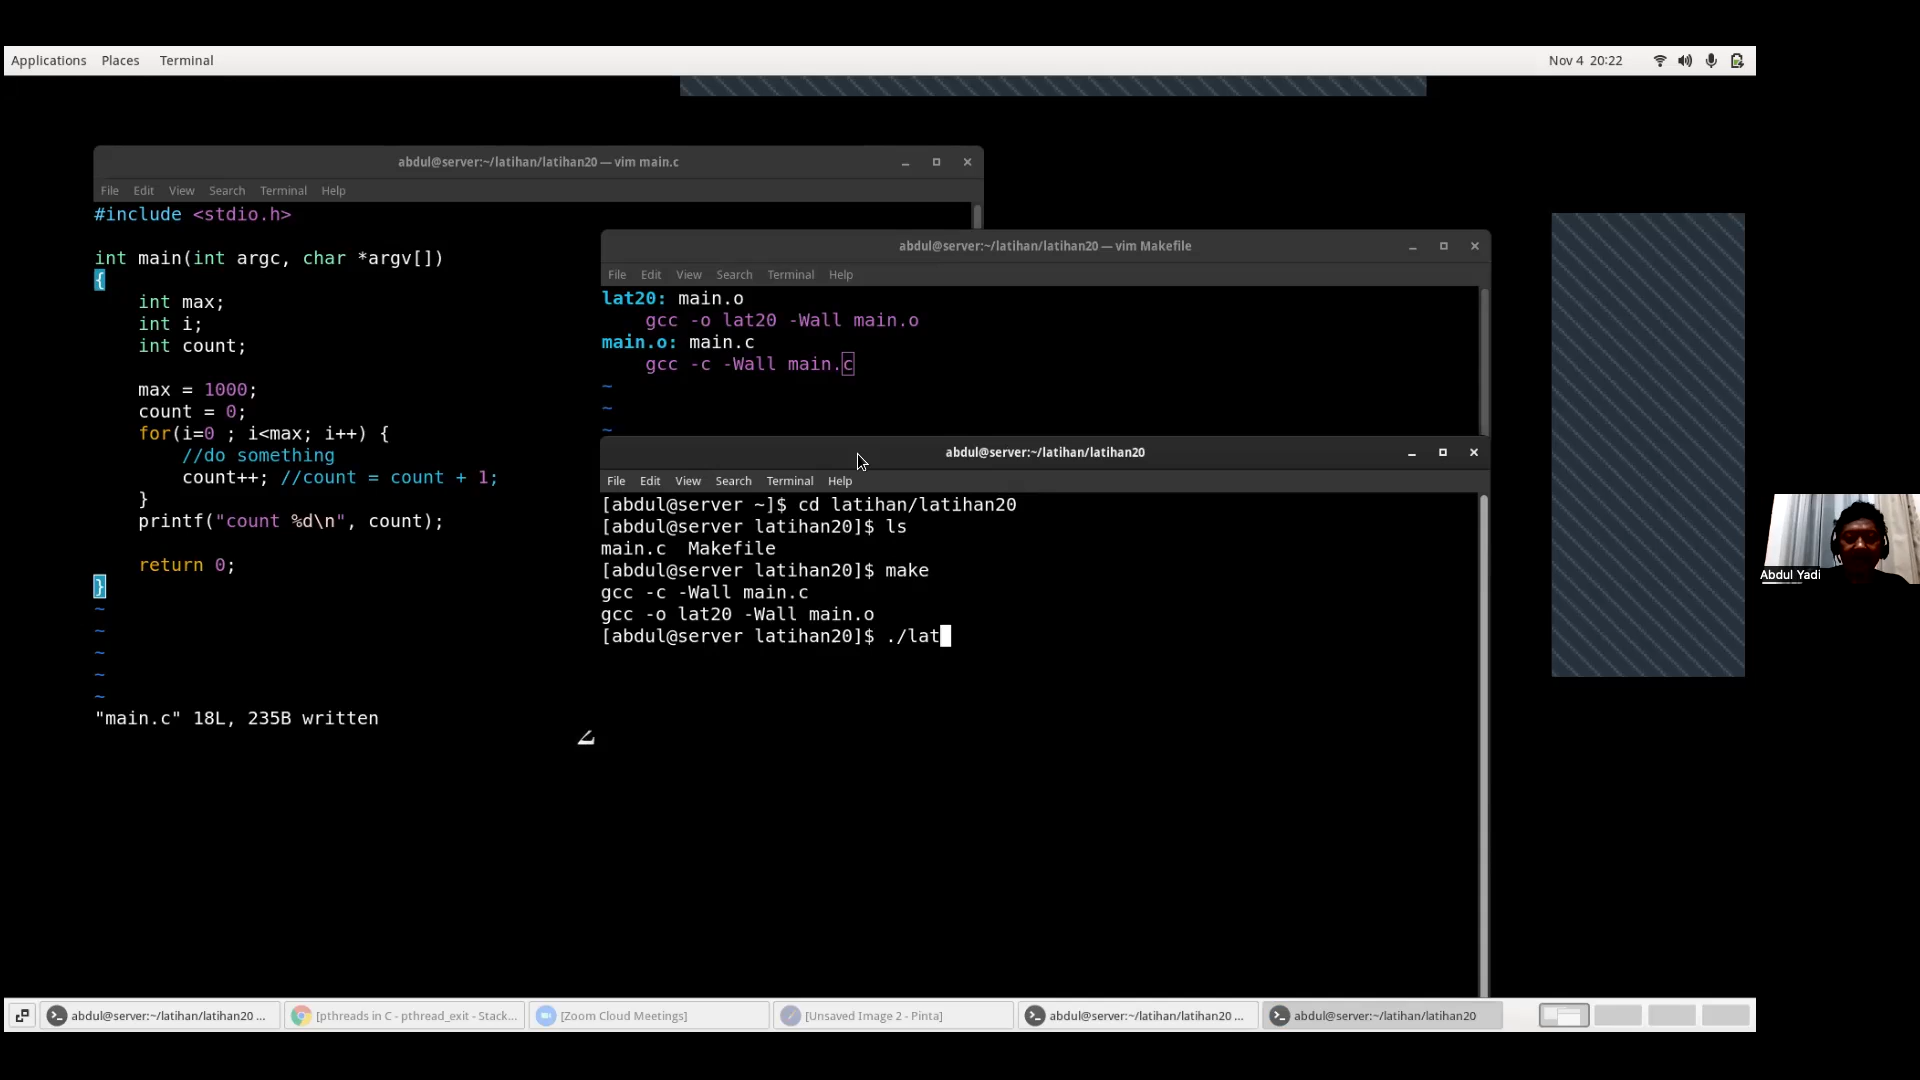 Applications Places Terminal
Nov 4 20:22
abdul@server:~/latihan/latihan20 — vim main.c
File Edit View Search Terminal Help
#include <stdio.h>
int main(int argc, char *argv[])
{
    int max;
    int i;
    int count;
    max = 1000;
    count = 0;
    for(i=0 ; i<max; i++) {
        //do something
        count++; //count = count + 1;
    }
    printf("count %d\n", count);
    return 0;
}
~
~
~
~
~
"main.c" 18L, 235B written
abdul@server:~/latihan/latihan20 — vim Makefile
File Edit View Search Terminal Help
lat20: main.o
    gcc -o lat20 -Wall main.o
main.o: main.c
    gcc -c -Wall main.c
~
~
~
abdul@server:~/latihan/latihan20
File Edit View Search Terminal Help
[abdul@server ~]$ cd latihan/latihan20
[abdul@server latihan20]$ ls
main.c  Makefile
[abdul@server latihan20]$ make
gcc -c -Wall main.c
gcc -o lat20 -Wall main.o
[abdul@server latihan20]$ ./lat
Abdul Yadi
abdul@server:~/latihan/latihan20 ...
[pthreads in C - pthread_exit - Stack...
[Zoom Cloud Meetings]
[Unsaved Image 2 - Pinta]
abdul@server:~/latihan/latihan20 ...
abdul@server:~/latihan/latihan20